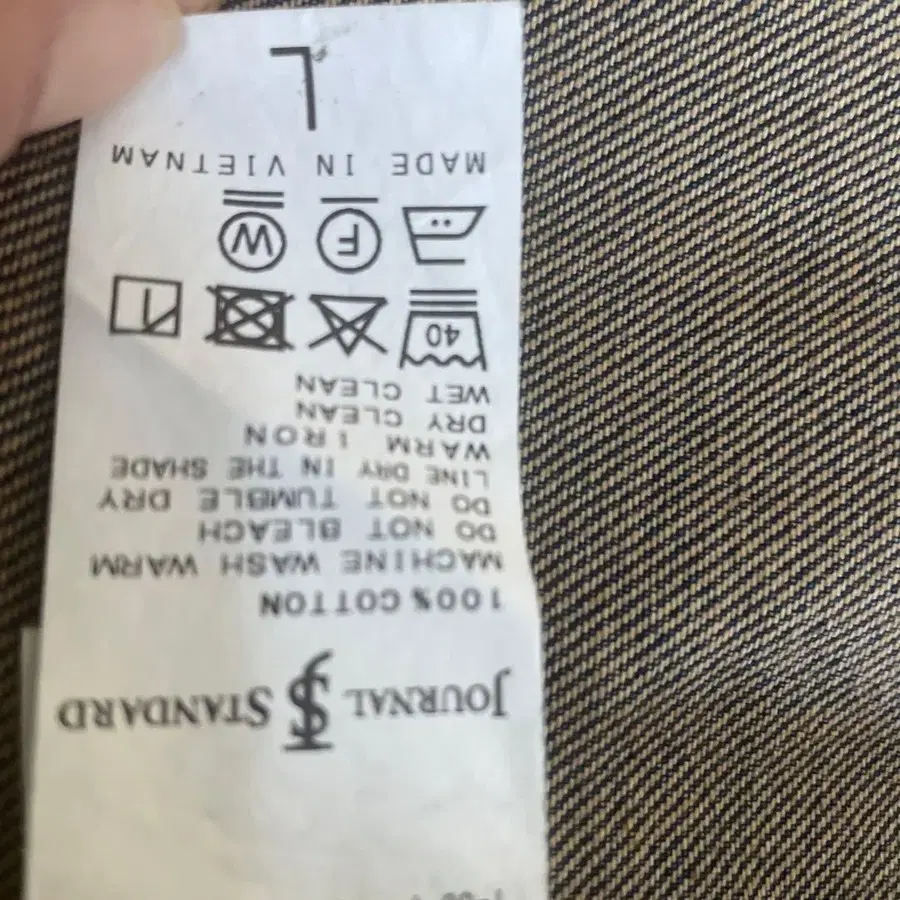 JOURNAL JS STANDARD
100% COTTON
MACHINE WASH WARM
DO NOT BLEACH
DO NOT TUMBLE DRY
LINE DRY IN THE SHADE
WARM IRON
DRY CLEAN
WET CLEAN
40
F W
MADE IN VIETNAM
L